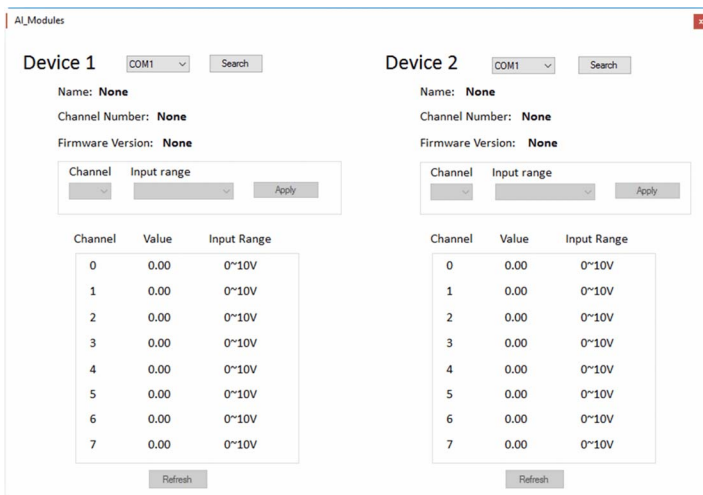 AI_Modules
x
Device 1 COM1 Search
Name: None
Channel Number: None
Firmware Version: None
Channel Input range
Apply
Channel Value Input Range
0 0.00 0~10V
1 0.00 0~10V
2 0.00 0~10V
3 0.00 0~10V
4 0.00 0~10V
5 0.00 0~10V
6 0.00 0~10V
7 0.00 0~10V
Refresh
Device 2 COM1 Search
Name: None
Channel Number: None
Firmware Version: None
Channel Input range
Apply
Channel Value Input Range
0 0.00 0~10V
1 0.00 0~10V
2 0.00 0~10V
3 0.00 0~10V
4 0.00 0~10V
5 0.00 0~10V
6 0.00 0~10V
7 0.00 0~10V
Refresh